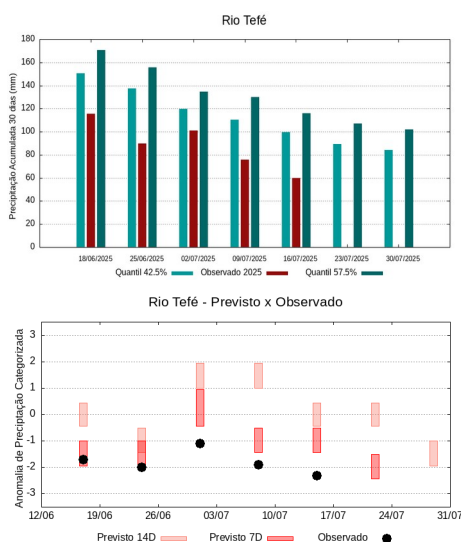 Rio Tefé
Precipitação Acumulada 30 dias (mm)
180
160
140
120
100
80
60
40
20
0
18/06/2025 25/06/2025 02/07/2025 09/07/2025 16/07/2025 23/07/2025 30/07/2025
Quantil 42.5% Observado 2025 Quantil 57.5%
Rio Tefé - Previsto x Observado
Anomalia de Precipitação Categorizada
3
2
1
0
-1
-2
-3
12/06 19/06 26/06 03/07 10/07 17/07 24/07 31/07
Previsto 14D Previsto 7D Observado